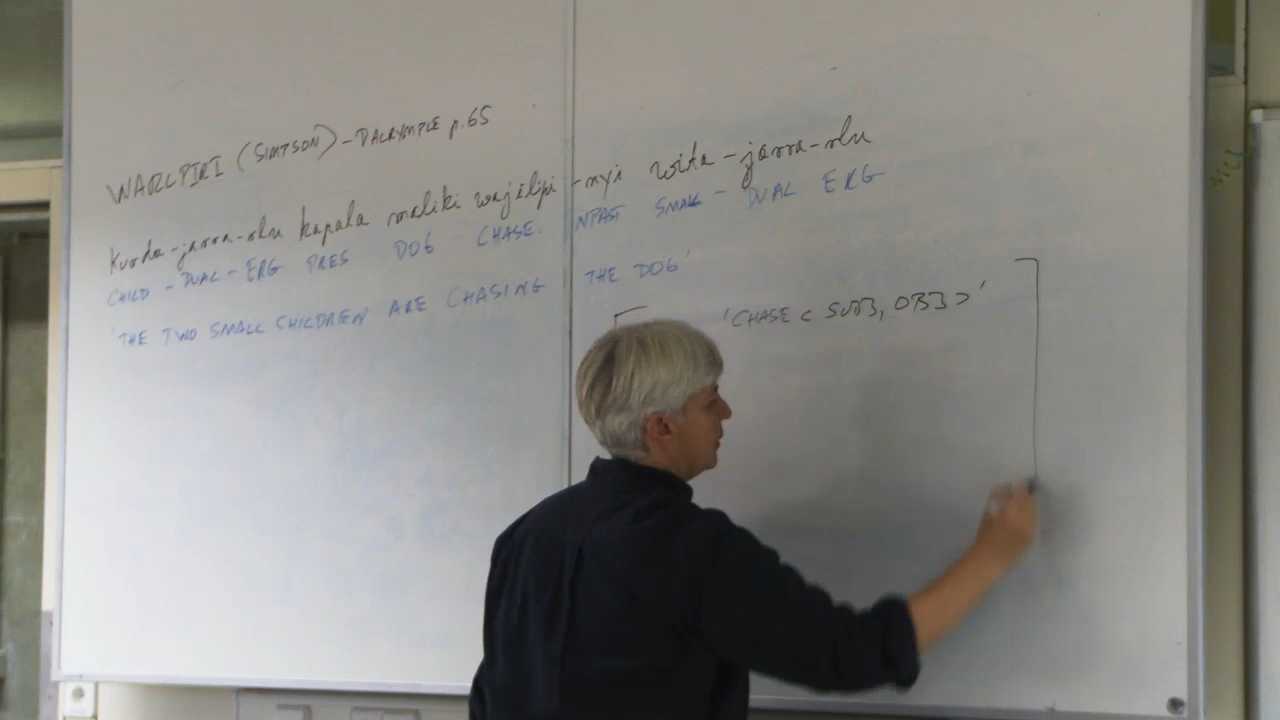 WARLPIRI (SIMPSON) - DALRYMPLE p.65
Kurdu-jarra-rlu kapala maliki wajilipi-nyi wita-jarra-rlu
CHILD-DUAL-ERG PRES DOG CHASE. NPAST SMALL-DUAL ERG
'THE TWO SMALL CHILDREN ARE CHASING THE DOG'
'CHASE < SUBJ, OBJ >'